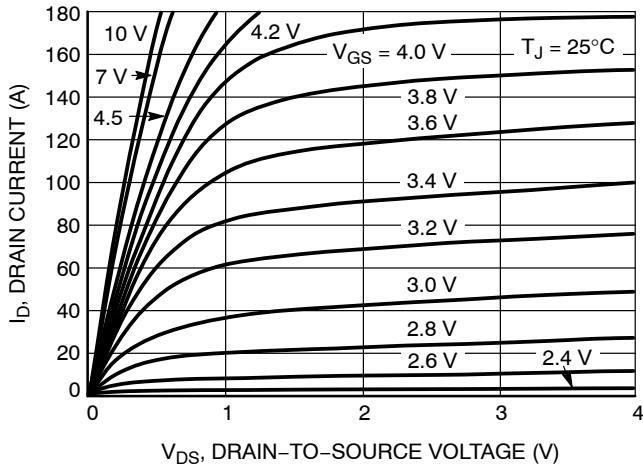 180
160
140
120
100
80
60
40
20
0
I_D, DRAIN CURRENT (A)
10 V
7 V
4.5
4.2 V
V_GS = 4.0 V
T_J = 25°C
3.8 V
3.6 V
3.4 V
3.2 V
3.0 V
2.8 V
2.6 V
2.4 V
0 1 2 3 4
V_DS, DRAIN−TO−SOURCE VOLTAGE (V)